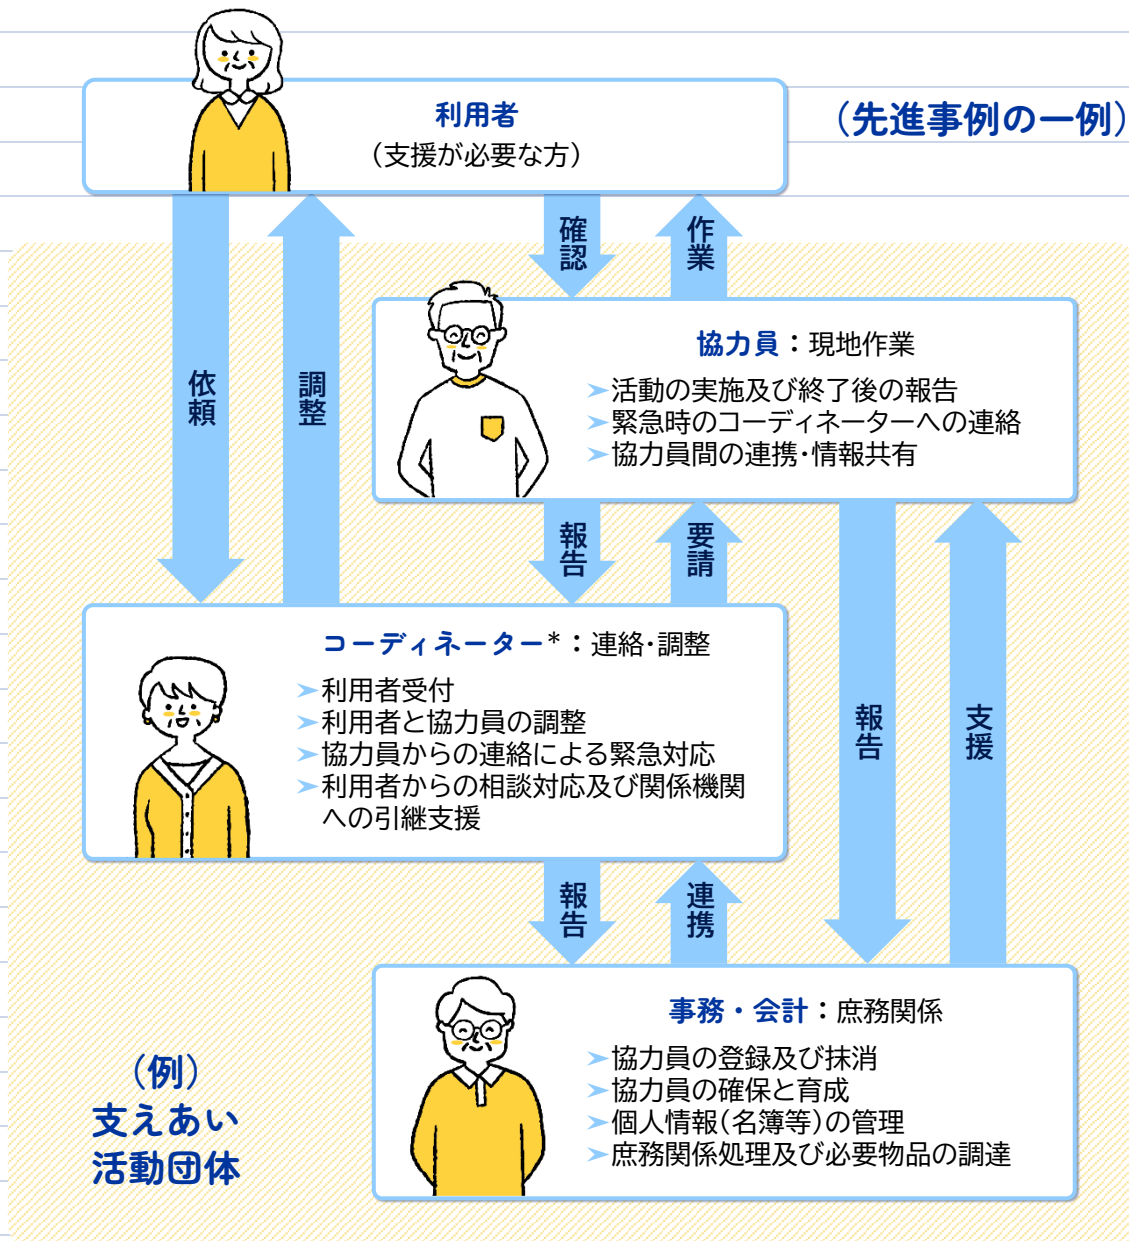 利用者
（支援が必要な方）
（先進事例の一例）
確認
作業
依頼
調整
協力員：現地作業
➤活動の実施及び終了後の報告
➤緊急時のコーディネーターへの連絡
➤協力員間の連携・情報共有
報告
要請
コーディネーター*：連絡・調整
➤利用者受付
➤利用者と協力員の調整
➤協力員からの連絡による緊急対応
➤利用者からの相談対応及び関係機関
への引継支援
報告
支援
報告
連携
事務・会計：庶務関係
➤協力員の登録及び抹消
➤協力員の確保と育成
➤個人情報（名簿等）の管理
➤庶務関係処理及び必要物品の調達
（例）
支えあい
活動団体